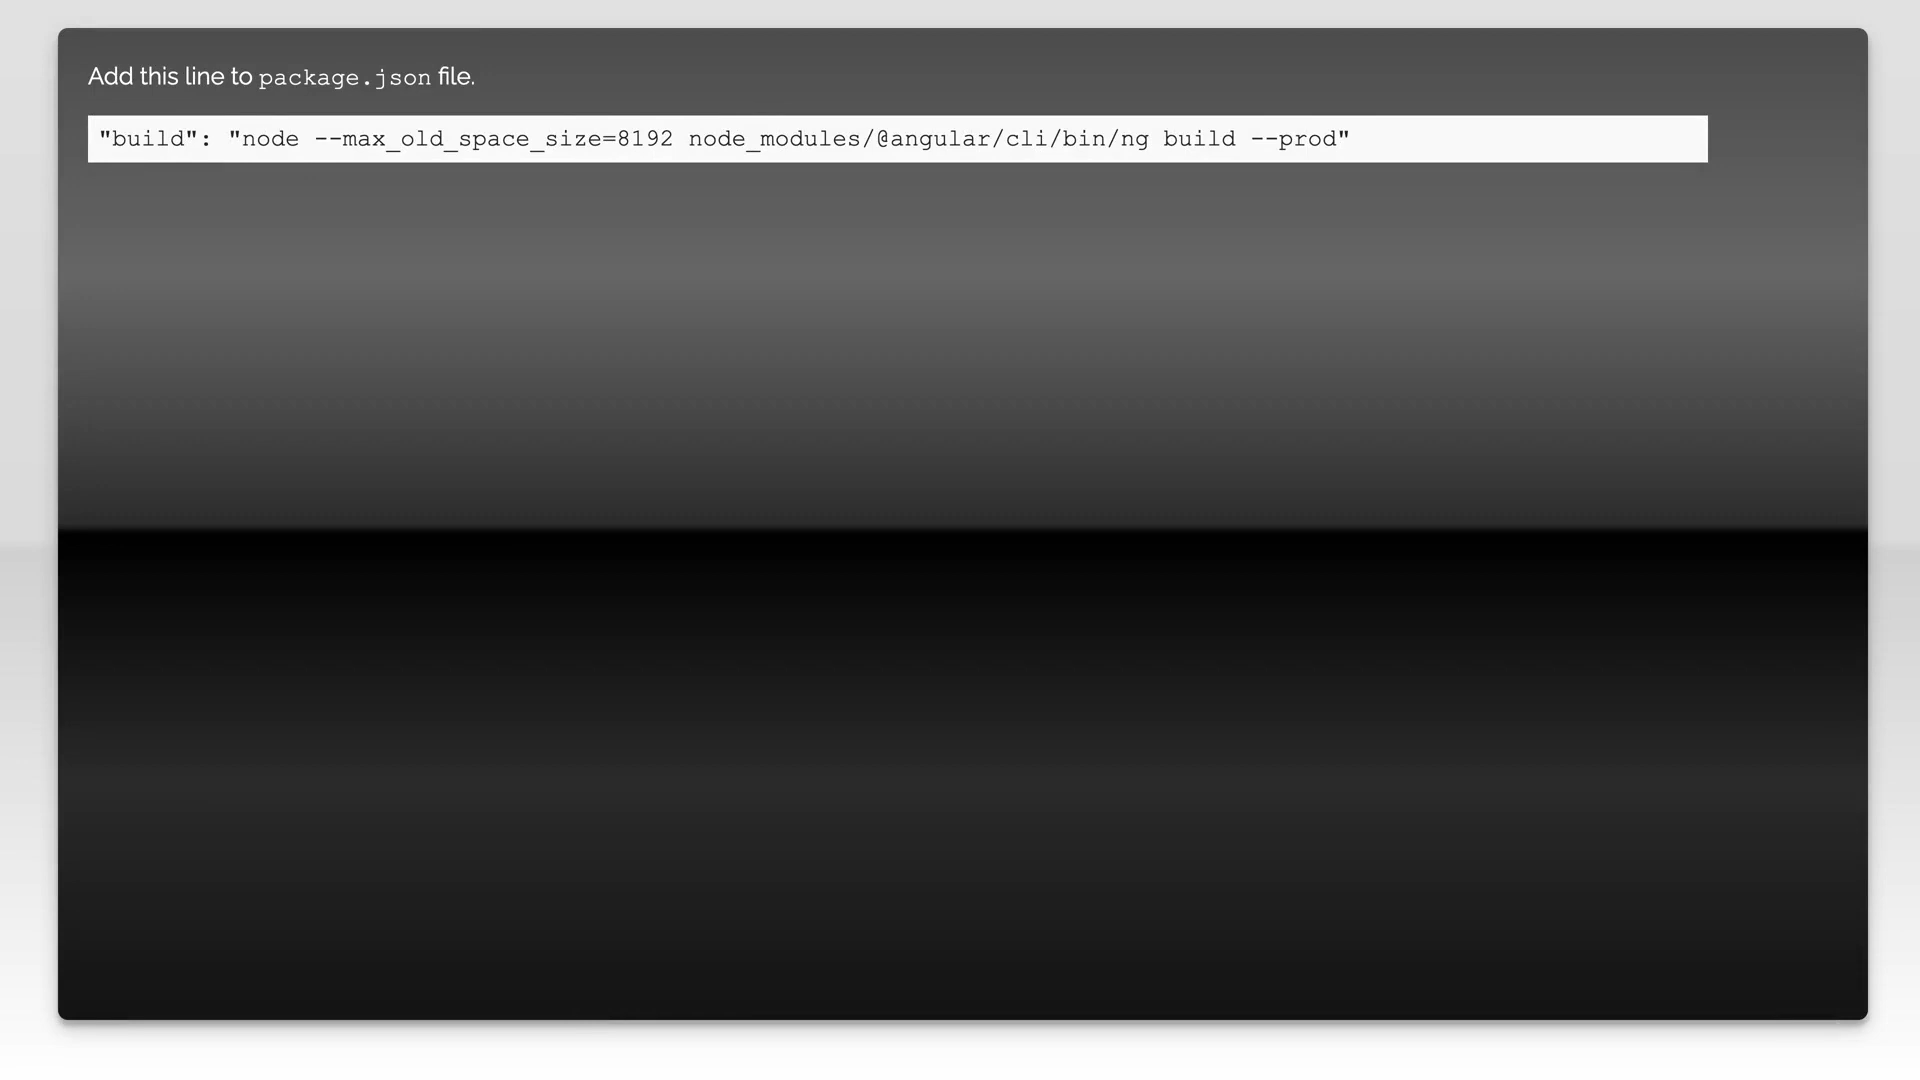 Add this line to package.json file.
"build": "node --max_old_space_size=8192 node_modules/@angular/cli/bin/ng build --prod"